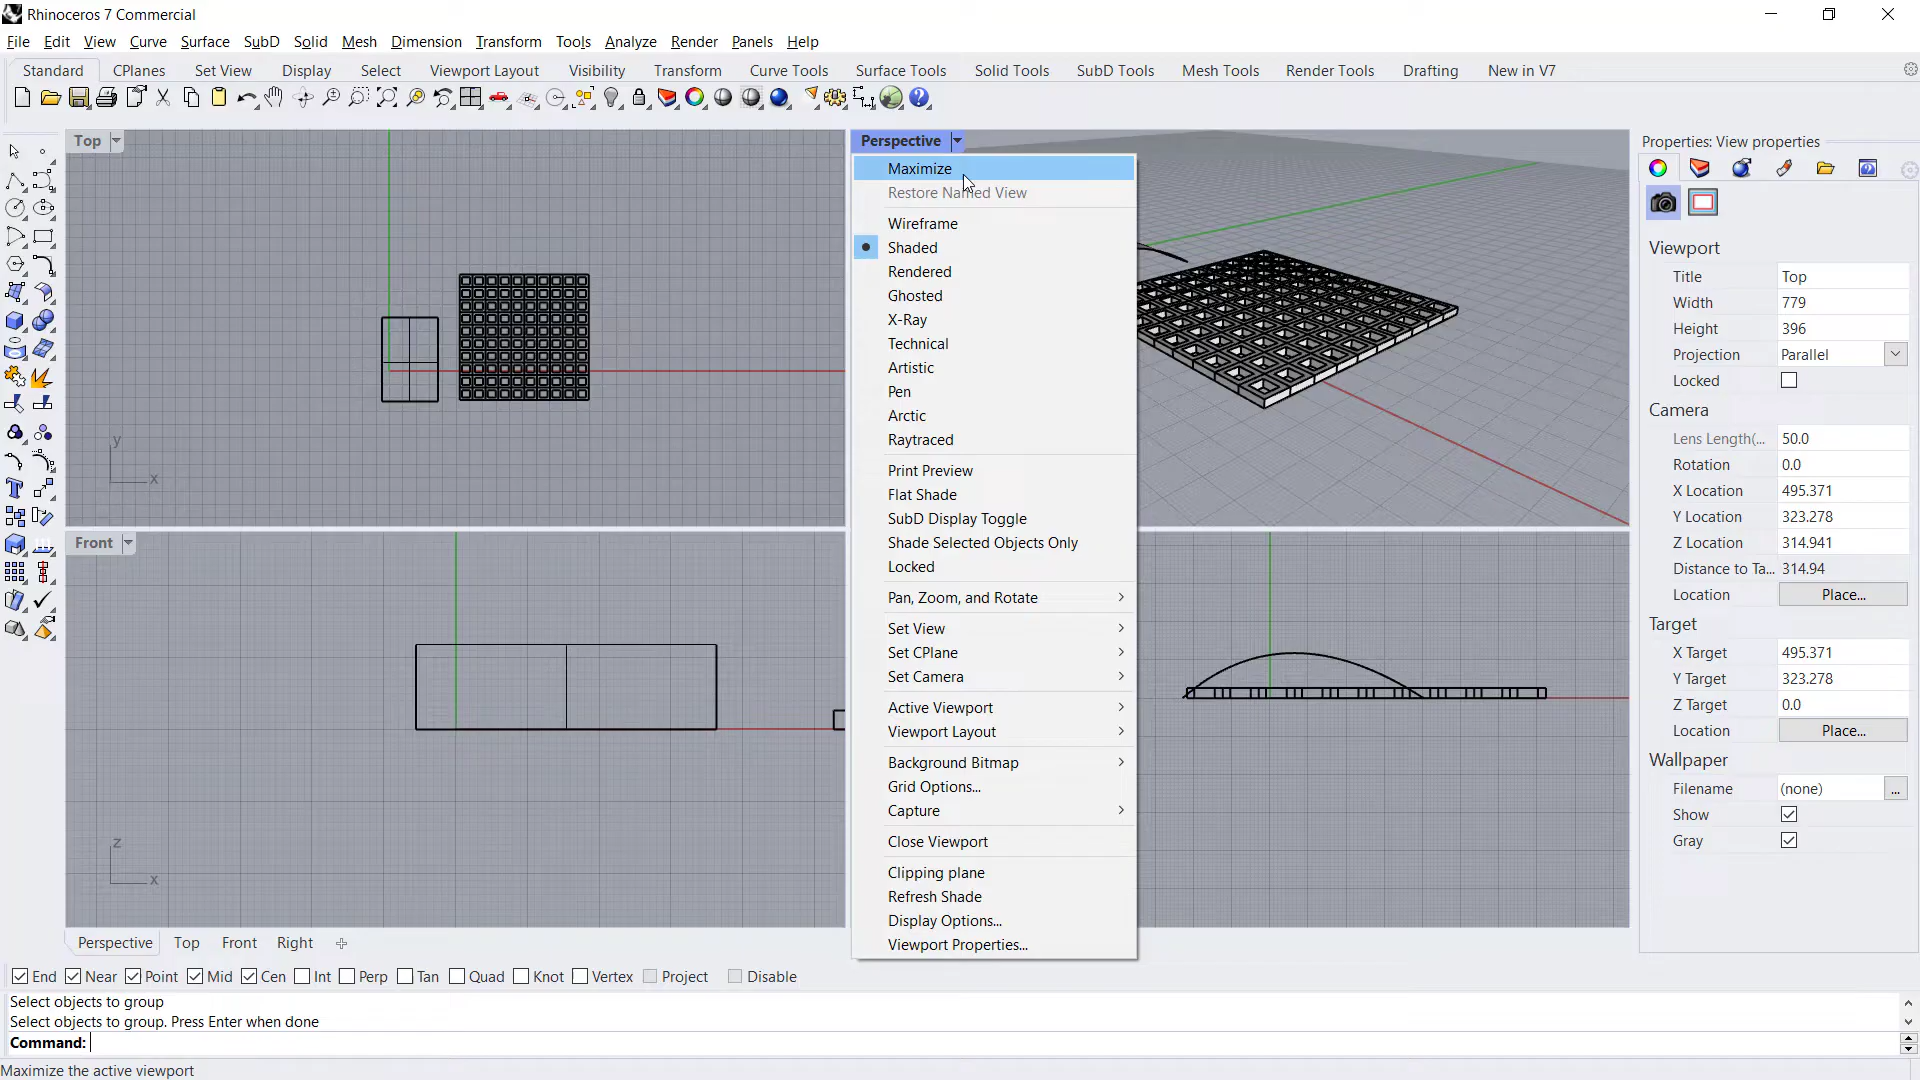 Rhinoceros 7 Commercial
File Edit View Curve Surface SubD Solid Mesh Dimension Transform Tools Analyze Render Panels Help
Standard CPlanes Set View Display Select Viewport Layout Visibility Transform Curve Tools Surface Tools Solid Tools SubD Tools Mesh Tools Render Tools Drafting New in V7
Top
y
x
Front
z
x
Perspective
Maximize
Restore Named View
Wireframe
Shaded
Rendered
Ghosted
X-Ray
Technical
Artistic
Pen
Arctic
Raytraced
Print Preview
Flat Shade
SubD Display Toggle
Shade Selected Objects Only
Locked
Pan, Zoom, and Rotate
Set View
Set CPlane
Set Camera
Active Viewport
Viewport Layout
Background Bitmap
Grid Options...
Capture
Close Viewport
Clipping plane
Refresh Shade
Display Options...
Viewport Properties...
Properties: View properties
Viewport
Title Top
Width 779
Height 396
Projection Parallel
Locked
Camera
Lens Length(... 50.0
Rotation 0.0
X Location 495.371
Y Location 323.278
Z Location 314.941
Distance to Ta... 314.94
Location Place...
Target
X Target 495.371
Y Target 323.278
Z Target 0.0
Location Place...
Wallpaper
Filename (none) ...
Show
Gray
Perspective Top Front Right
End Near Point Mid Cen Int Perp Tan Quad Knot Vertex Project Disable
Select objects to group
Select objects to group. Press Enter when done
Command:
Maximize the active viewport